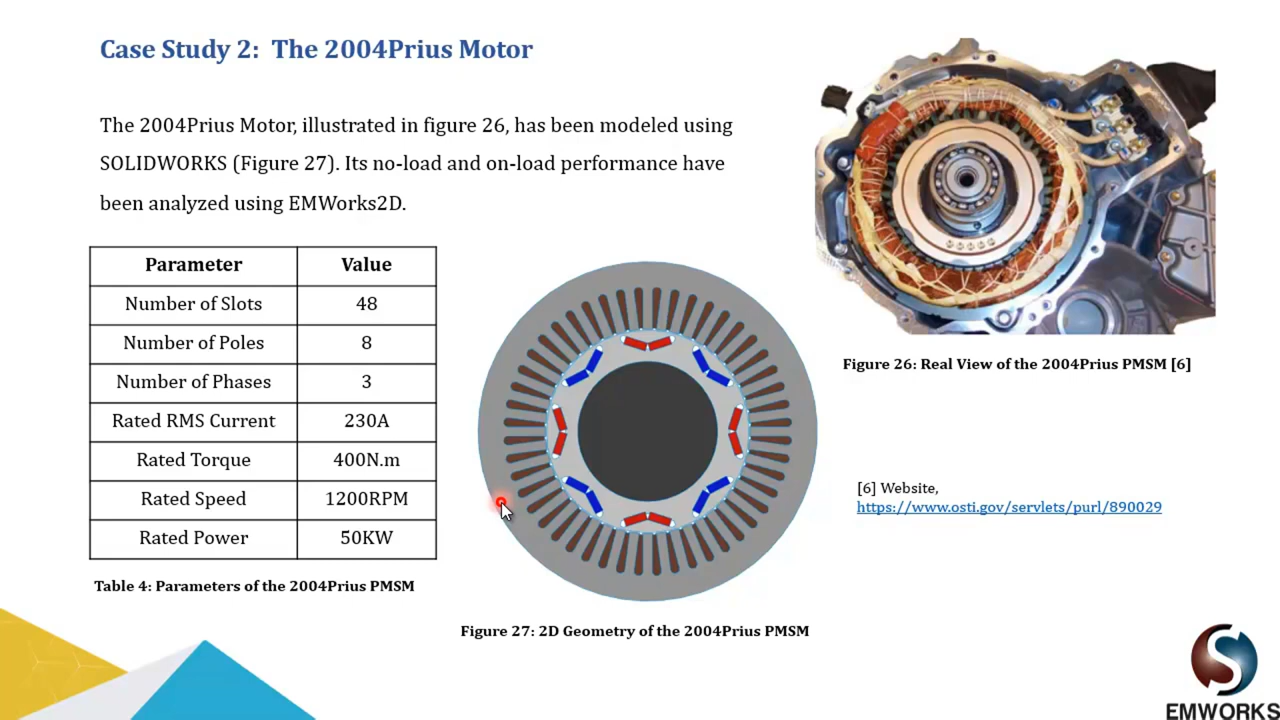 Case Study 2: The 2004Prius Motor
The 2004Prius Motor, illustrated in figure 26, has been modeled using
SOLIDWORKS (Figure 27). Its no-load and on-load performance have
been analyzed using EMWorks2D.
Parameter Value
Number of Slots 48
Number of Poles 8
Number of Phases 3
Rated RMS Current 230A
Rated Torque 400N.m
Rated Speed 1200RPM
Rated Power 50KW
Table 4: Parameters of the 2004Prius PMSM
Figure 27: 2D Geometry of the 2004Prius PMSM
Figure 26: Real View of the 2004Prius PMSM [6]
[6] Website,
https://www.osti.gov/servlets/purl/890029
EMWORKS